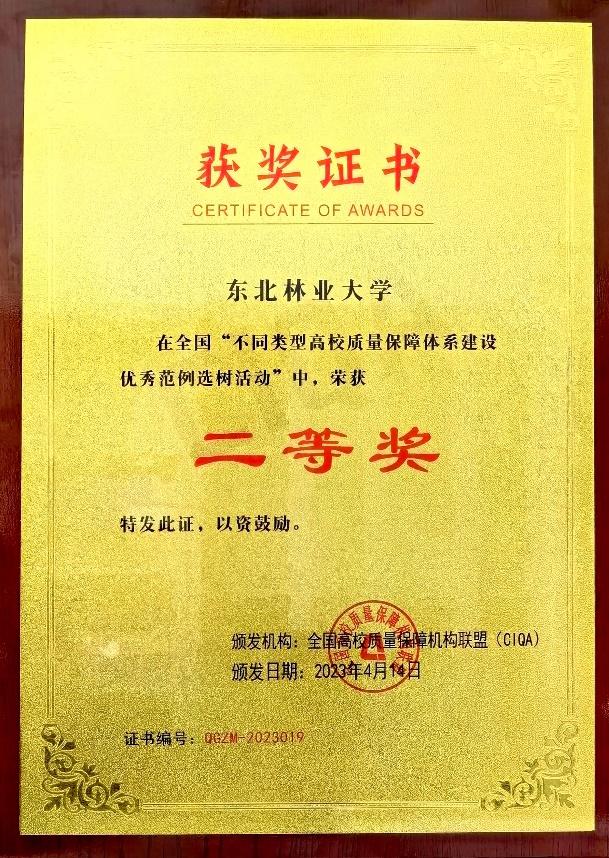 获奖证书
CERTIFICATE OF AWARDS
东北林业大学
在全国“不同类型高校质量保障体系建设
优秀范例选树活动”中，荣获
二等奖
特发此证，以资鼓励。
颁发机构：全国高校质量保障机构联盟（CIQA）
颁发日期：2023年4月14日
证书编号：QGZM-2023019